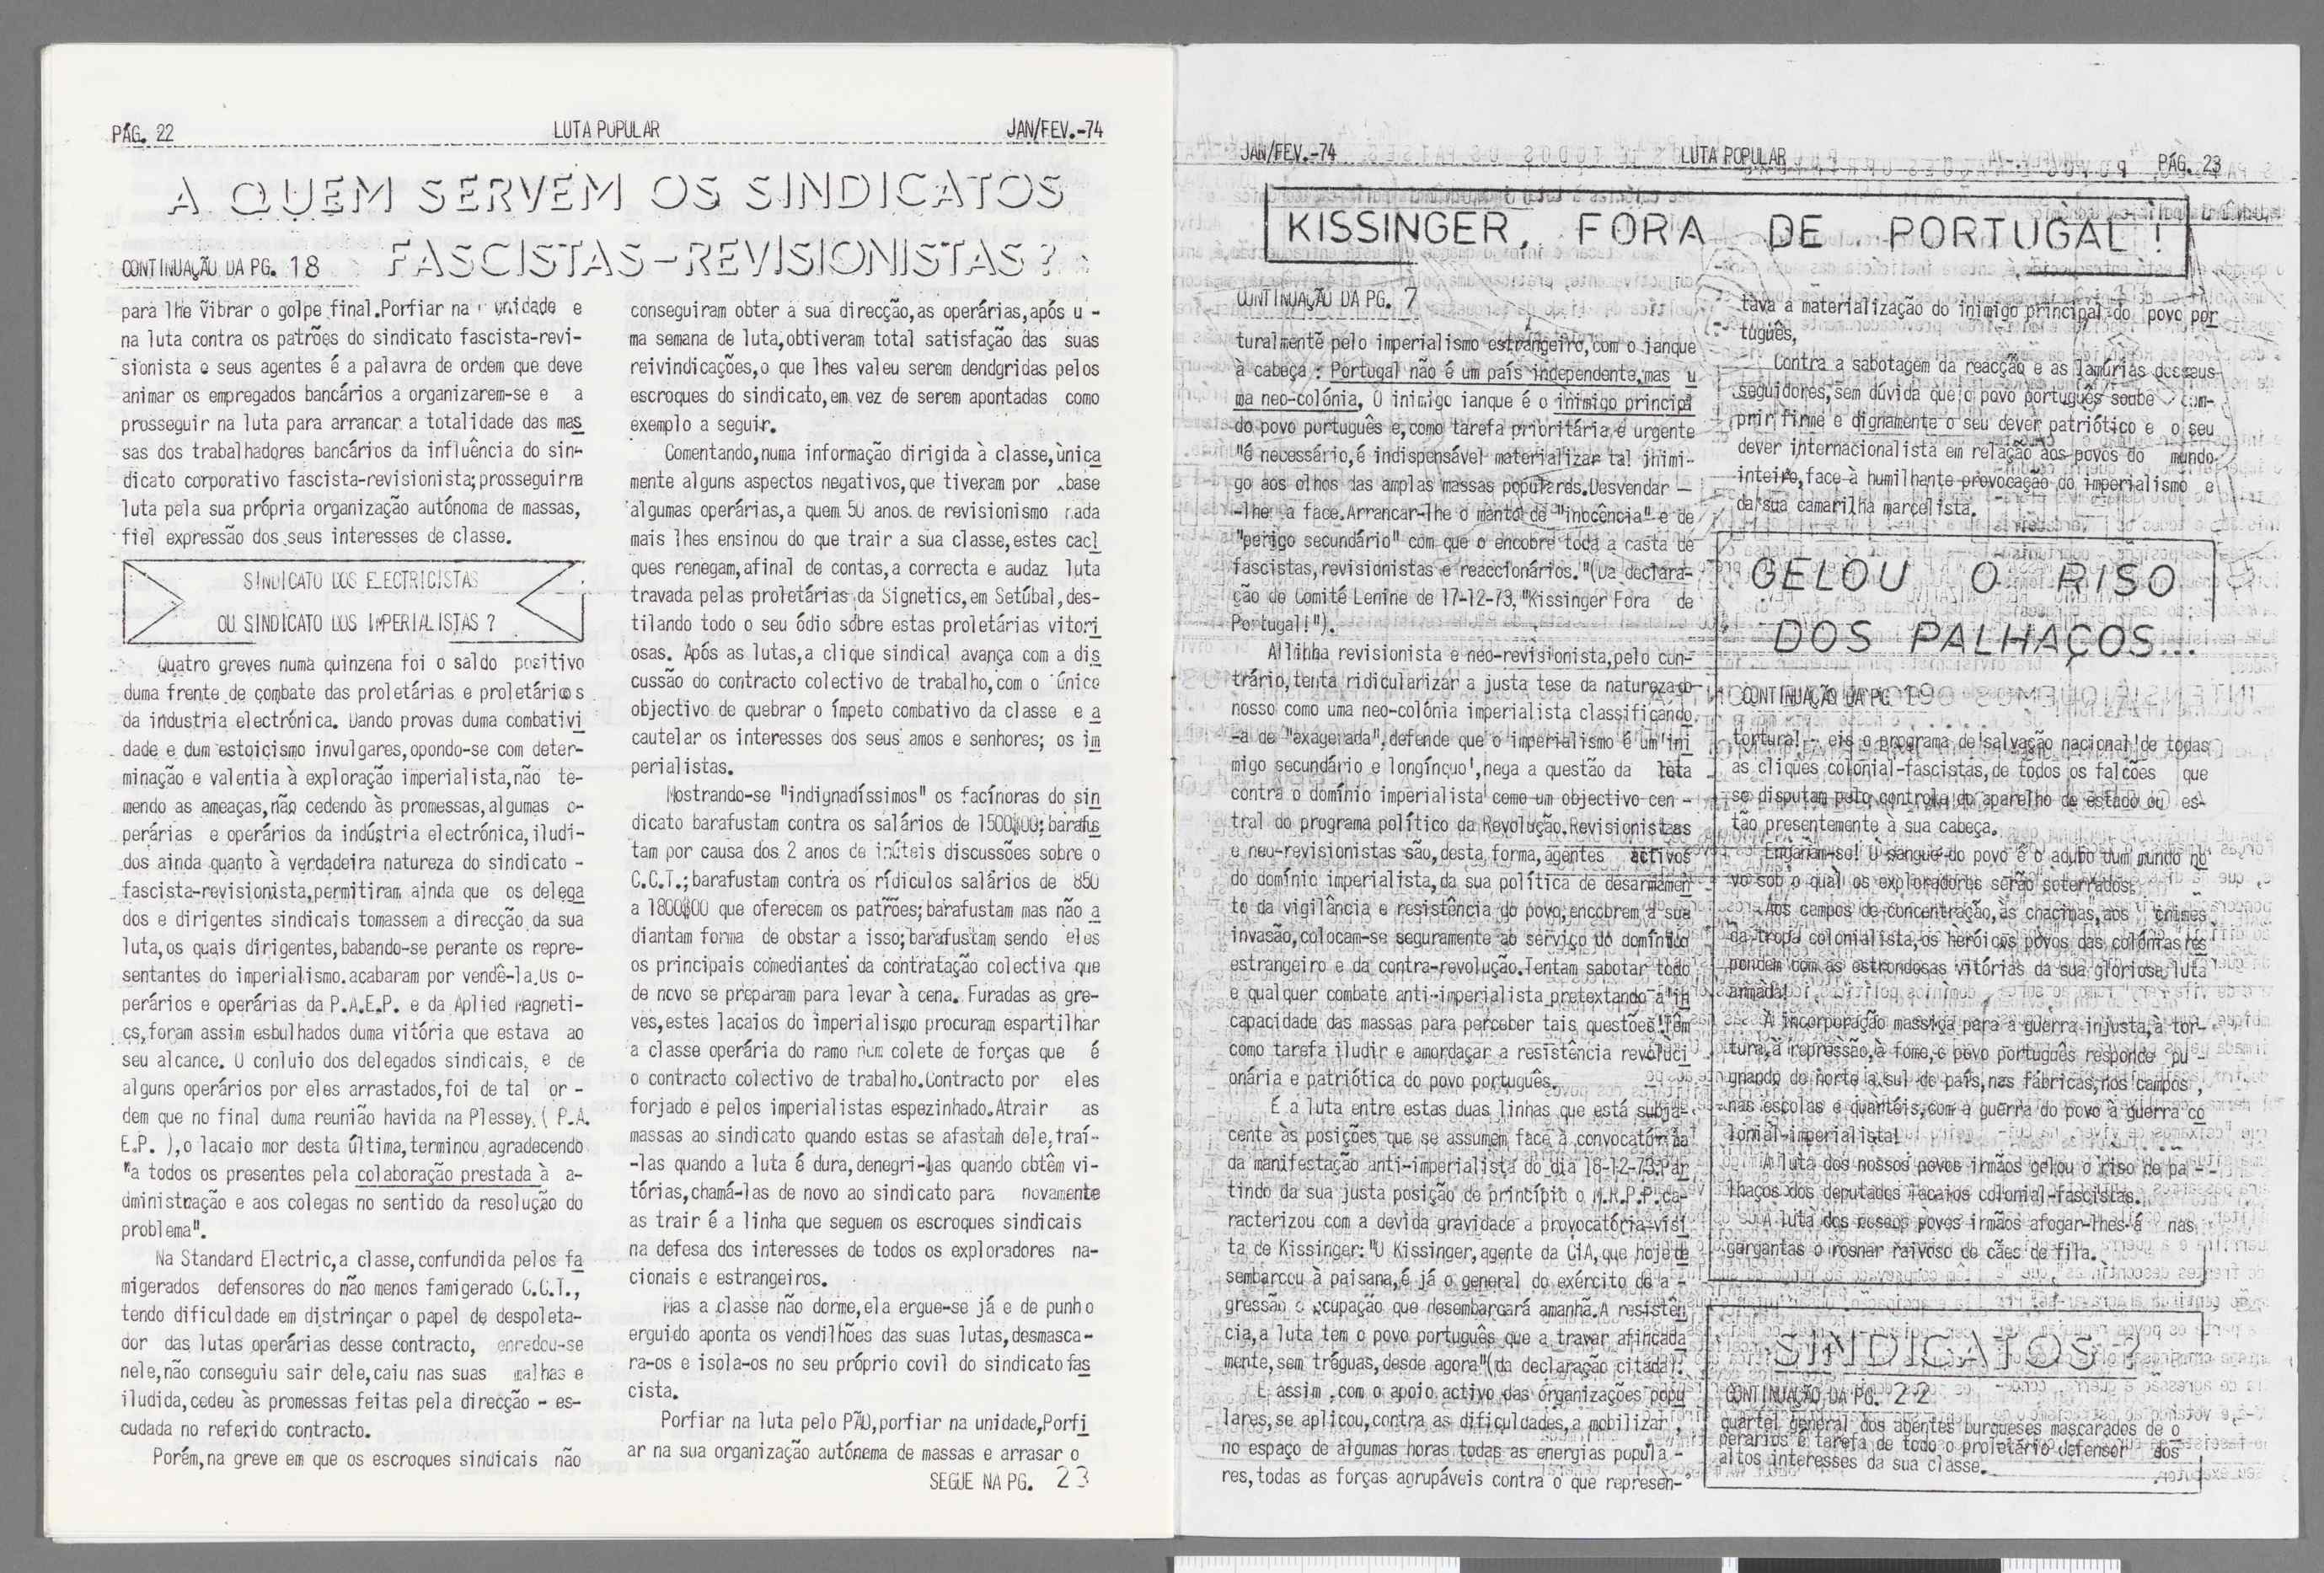 PÁG. 22 LUTA POPULAR JAN/FEV.-74
A QUEM SERVEM OS SINDICATOS
FASCISTAS-REVISIONISTAS?
CONTINUAÇÃO DA PG. 18
para lhe vibrar o golpe final.Porfiar na unidade e
na luta contra os patrões do sindicato fascista-revi-
sionista e seus agentes é a palavra de ordem que deve
animar os empregados bancários a organizarem-se e a
prosseguir na luta para arrancar a totalidade das mas
sas dos trabalhadores bancários da influência do sin-
dicato corporativo fascista-revisionista;prosseguir na
luta pela sua própria organização autónoma de massas,
fiel expressão dos seus interesses de classe.
SINDICATO DOS ELECTRICISTAS
OU SINDICATO DOS IMPERIALISTAS ?
Quatro greves numa quinzena foi o saldo positivo
duma frente de combate das proletárias e proletários
da industria electrónica. Dando provas duma combativi
dade e dum estoicismo invulgares,opondo-se com deter-
minação e valentia à exploração imperialista,não te-
mendo as ameaças,não cedendo às promessas,algumas o-
perárias e operários da indústria electrónica,iludi-
dos ainda quanto à verdadeira natureza do sindicato -
fascista-revisionista,permitiram ainda que os delega
dos e dirigentes sindicais tomassem a direcção da sua
luta,os quais dirigentes,babando-se perante os repre-
sentantes do imperialismo.acabaram por vendê-la.Os o-
perários e operárias da P.A.E.P. e da Aplied Magneti-
cs,foram assim esbulhados duma vitória que estava ao
seu alcance. O conluio dos delegados sindicais, e de
alguns operários por eles arrastados,foi de tal or -
dem que no final duma reunião havida na Plessey.( P.A.
E.P. ),o lacaio mor desta última,terminou agradecendo
"a todos os presentes pela colaboração prestada à a-
dministração e aos colegas no sentido da resolução do
problema".
Na Standard Electric,a classe,confundida pelos fa
migerados defensores do não menos famigerado C.C.T.,
tendo dificuldade em distrinçar o papel de despoleta-
dor das lutas operárias desse contracto, enredou-se
nele,não conseguiu sair dele,caiu nas suas malhas e
iludida,cedeu às promessas feitas pela direcção - es-
cudada no referido contracto.
Porém,na greve em que os escroques sindicais não
conseguiram obter a sua direcção,as operárias,após u -
ma semana de luta,obtiveram total satisfação das suas
reivindicações,o que lhes valeu serem dendgridas pelos
escroques do sindicato,em vez de serem apontadas como
exemplo a seguir.
Comentando,numa informação dirigida à classe,ùnica
mente alguns aspectos negativos,que tiveram por base
algumas operárias,a quem 50 anos de revisionismo nada
mais lhes ensinou do que trair a sua classe,estes caci
ques renegam,afinal de contas,a correcta e audaz luta
travada pelas proletárias da Signetics,em Setúbal,des-
tilando todo o seu ódio sobre estas proletárias vitori
osas. Após as lutas,a clique sindical avança com a dis
cussão do contracto colectivo de trabalho,com o único
objectivo de quebrar o ímpeto combativo da classe e a
cautelar os interesses dos seus amos e senhores; os im
perialistas.
Mostrando-se "indignadíssimos" os facínoras do sin
dicato barafustam contra os salários de 1500$00;barafus
tam por causa dos 2 anos de inúteis discussões sobre o
C.C.T.;barafustam contra os rídiculos salários de 850
a 1800$00 que oferecem os patrões;barafustam mas não a
diantam forma de obstar a isso;barafustam sendo eles
os principais comediantes da contratação colectiva que
de novo se preparam para levar à cena. Furadas as gre-
ves,estes lacaios do imperialismo procuram espartilhar
a classe operária do ramo num colete de forças que é
o contracto colectivo de trabalho.Contracto por eles
forjado e pelos imperialistas espezinhado.Atrair as
massas ao sindicato quando estas se afastam dele,traí-
-las quando a luta é dura,denegri-las quando obtêm vi-
tórias,chamá-las de novo ao sindicato para novamente
as trair é a linha que seguem os escroques sindicais
na defesa dos interesses de todos os exploradores na-
cionais e estrangeiros.
Mas a classe não dorme,ela ergue-se já e de punho
erguido aponta os vendilhões das suas lutas,desmasca-
ra-os e isola-os no seu próprio covil do sindicato fas
cista.
Porfiar na luta pelo PÃO,porfiar na unidade,Porfi
ar na sua organização autónema de massas e arrasar o
SEGUE NA PG. 23
JAN/FEV.-74 LUTA POPULAR PÁG. 23
KISSINGER, FORA DE PORTUGAL !
CONTINUAÇÃO DA PG. 7
turalmente pelo imperialismo estrangeiro,com o ianque
à cabeça : Portugal não é um país independente,mas u
ma neo-colónia. O inimigo ianque é o inimigo principal
do povo português e,como tarefa prioritária,é urgente
"é necessário,é indispensável materializar tal inimi-
go aos olhos das amplas massas populares.Desvendar -
-lhe a face.Arrancar-lhe o manto de "inocência" e de
"perigo secundário" com que o encobre toda a casta de
fascistas,revisionistas e reaccionários."(Da declara-
ção do Comité Lenine de 17-12-73,"Kissinger Fora de
Portugal!").
A linha revisionista e neo-revisionista,pelo con-
trário,tenta ridicularizar a justa tese da natureza do
nosso como uma neo-colónia imperialista classificando
-a de "exagerada",defende que o imperialismo é um'ini
migo secundário e longínquo',nega a questão da luta
contra o domínio imperialista como um objectivo cen -
tral do programa político da Revolução.Revisionistas
e neo-revisionistas são,desta forma,agentes activos
do domínio imperialista,da sua política de desarmamen
to da vigilância e resistência do povo,encobrem a sua
invasão,colocam-se seguramente ao serviço do domínio
estrangeiro e da contra-revolução.Tentam sabotar todo
e qualquer combate anti-imperialista pretextando a'in
capacidade das massas para perceber tais questões'.Têm
como tarefa iludir e amordaçar a resistência revoluci
onária e patriótica do povo português.
É a luta entre estas duas linhas que está subja-
cente às posições que se assumem face à convocatória
da manifestação anti-imperialista do dia 18-12-73.Par
tindo da sua justa posição de princípio o M.R.P.P.ca-
racterizou com a devida gravidade a provocatória visi
ta de Kissinger:"O Kissinger,agente da CIA,que hoje de
sembarcou à paisana,é já o general do exército de a -
gressão e ocupação que desembarcará amanhã.A resistên
cia,a luta tem o povo português que a travar afincada
mente,sem tréguas,desde agora"(da declaração citada).
E assim com o apoio activo das órganizações popu
lares,se aplicou,contra as dificuldades,a mobilizar
no espaço de algumas horas todas as energias popula -
res,todas as forças agrupáveis contra o que represen-
tava a materialização do inimigo principal do povo por
tuguês,
Contra a sabotagem da reacção e as lamúrias dos seus
seguidores,sem dúvida que o povo português soube cum-
prir firme e dignamente o seu dever patriótico e o seu
dever internacionalista em relação aos povos do mundo
inteiro,face à humilhante provocação do imperialismo e
da sua camarilha marcelista.
GELOU O RISO
DOS PALHAÇOS...
CONTINUAÇÃO DA PG. 19
tortura! - eis o programa de'salvação nacional'de todas
as cliques colonial-fascistas,de todos os falcões que
se disputam pelo controle do aparelho de estado ou es-
tão presentemente à sua cabeça.
Enganam-se! O sangue do povo é o adubo dum mundo no
vo sob o qual os exploradores serão soterrados.
Aos campos de concentração,às chacinas,aos crimes
da tropa colonialista,os heróicos povos das colónias res
pondem com as estrondosas vitórias da sua gloriosa luta
armada!
À incorporação massiça para a guerra injusta,à tor-
tura,à repressão,à fome,o povo português responde pu -
gnando de norte a sul do país,nas fábricas,nos campos ,
nas escolas e quartéis,com a guerra do povo à guerra co
lonial-imperialista!
A luta dos nossos povos irmãos gelou o riso de pa -
lhaços dos deputados lacaios colonial-fascistas.
A luta dos nossos povos irmãos afogar-lhes-á nas
gargantas o rosnar raivoso de cães de fila.
SINDICATOS?
CONTINUAÇÃO DA PG. 22
quartel general dos agentes burgueses mascarados de o
perários é tarefa de todo o proletário defensor dos
altos interesses da sua classe.